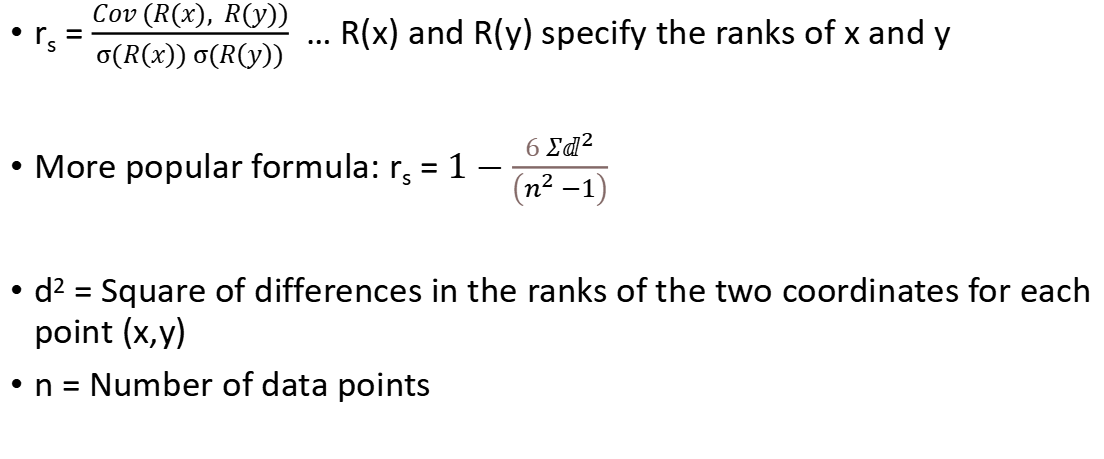 • rₛ = Cov (R(x), R(y)) / σ(R(x)) σ(R(y)) ... R(x) and R(y) specify the ranks of x and y
• More popular formula: rₛ = 1 − 6 Σⅆ² / (n² −1)
• d² = Square of differences in the ranks of the two coordinates for each
point (x,y)
• n = Number of data points